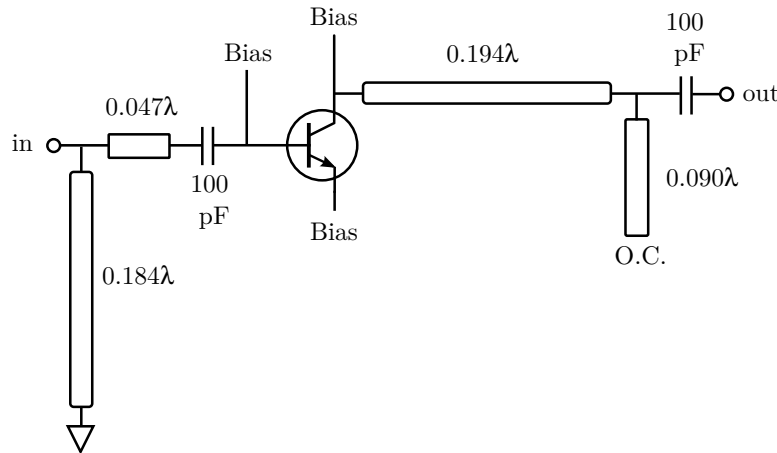 Bias
100
pF
Bias
0.194λ
out
0.047λ
in
100
pF
0.090λ
Bias
O.C.
0.184λ